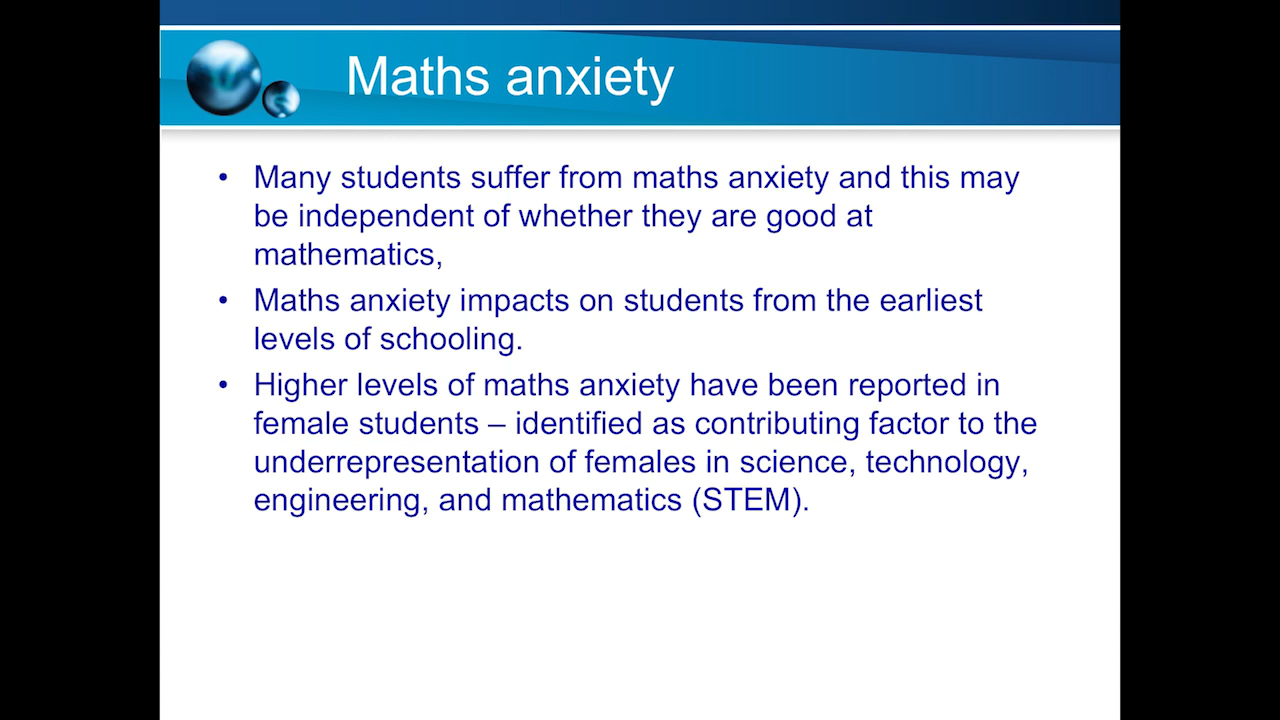 Maths anxiety
• Many students suffer from maths anxiety and this may
be independent of whether they are good at
mathematics,
• Maths anxiety impacts on students from the earliest
levels of schooling.
• Higher levels of maths anxiety have been reported in
female students – identified as contributing factor to the
underrepresentation of females in science, technology,
engineering, and mathematics (STEM).